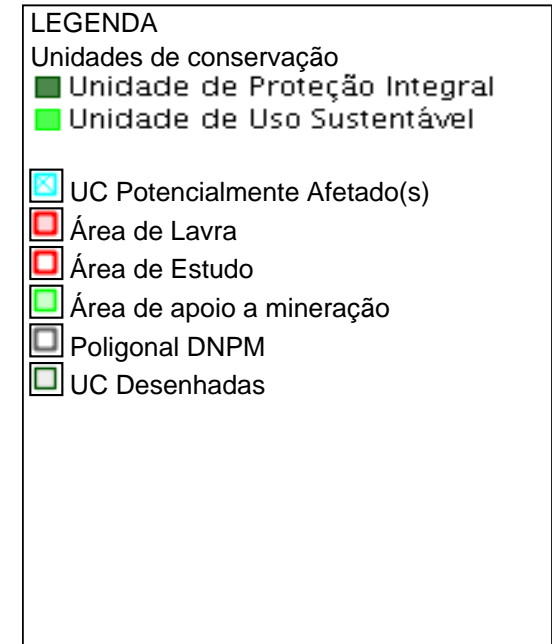 LEGENDA
Unidades de conservação
Unidade de Proteção Integral
Unidade de Uso Sustentável
UC Potencialmente Afetado(s)
Área de Lavra
Área de Estudo
Área de apoio a mineração
Poligonal DNPM
UC Desenhadas